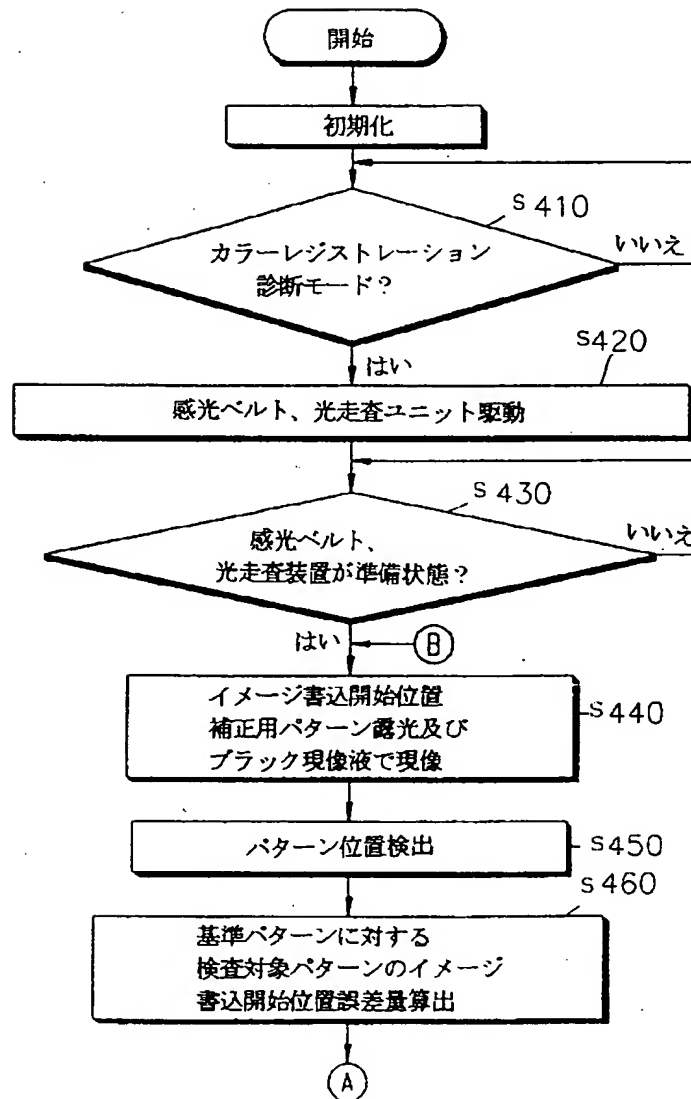 開始
初期化
S410
カラーレジストレーション
診断モード?
いいえ
はい
S420
感光ベルト、光走査ユニット駆動
S430
感光ベルト、
光走査装置が準備状態?
いいえ
はい
B
イメージ書込開始位置
補正用パターン露光及び
ブラック現像液で現像
S440
パターン位置検出
S450
S460
基準パターンに対する
検査対象パターンのイメージ
書込開始位置誤差量算出
A